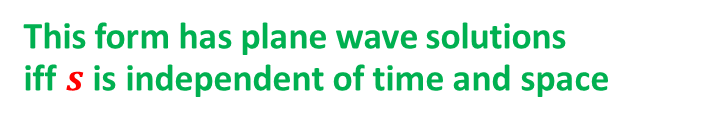 This form has plane wave solutions
iff s is independent of time and space